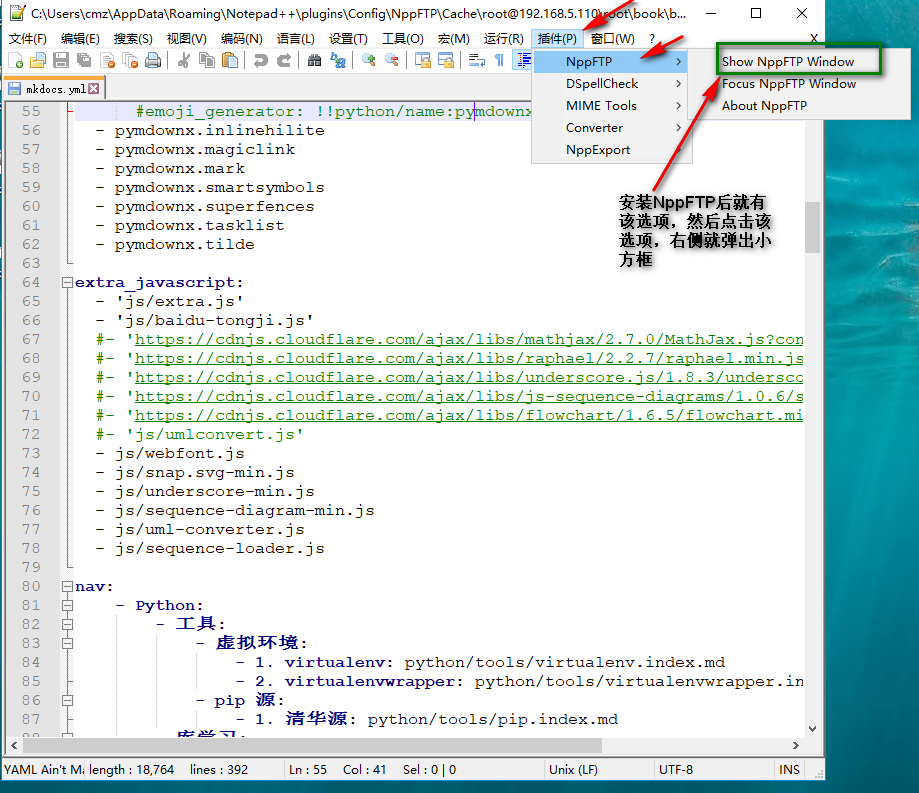 C:\Users\cmz\AppData\Roaming\Notepad++\plugins\Config\NppFTP\Cache\root@192.168.5.110\root\book\b...
文件(F) 编辑(E) 搜索(S) 视图(V) 编码(N) 语言(L) 设置(T) 工具(O) 宏(M) 运行(R) 插件(P) 窗口(W) ? X
NppFTP
DSpellCheck
MIME Tools
Converter
NppExport
Show NppFTP Window
Focus NppFTP Window
About NppFTP
安装NppFTP后就有
该选项，然后点击该
选项，右侧就弹出小
方框
mkdocs.yml
55 #emoji_generator: !!python/name:pymdownx
56 - pymdownx.inlinehilite
57 - pymdownx.magiclink
58 - pymdownx.mark
59 - pymdownx.smartsymbols
60 - pymdownx.superfences
61 - pymdownx.tasklist
62 - pymdownx.tilde
63
64 extra_javascript:
65 - 'js/extra.js'
66 - 'js/baidu-tongji.js'
67 #- 'https://cdnjs.cloudflare.com/ajax/libs/mathjax/2.7.0/MathJax.js?con
68 #- 'https://cdnjs.cloudflare.com/ajax/libs/raphael/2.2.7/raphael.min.js
69 #- 'https://cdnjs.cloudflare.com/ajax/libs/underscore.js/1.8.3/undersco
70 #- 'https://cdnjs.cloudflare.com/ajax/libs/js-sequence-diagrams/1.0.6/s
71 #- 'https://cdnjs.cloudflare.com/ajax/libs/flowchart/1.6.5/flowchart.mi
72 #- 'js/umlconvert.js'
73 - js/webfont.js
74 - js/snap.svg-min.js
75 - js/underscore-min.js
76 - js/sequence-diagram-min.js
77 - js/uml-converter.js
78 - js/sequence-loader.js
79
80 nav:
81 - Python:
82 - 工具:
83 - 虚拟环境:
84 - 1. virtualenv: python/tools/virtualenv.index.md
85 - 2. virtualenvwrapper: python/tools/virtualenvwrapper.in
86 - pip 源:
87 - 1. 清华源: python/tools/pip.index.md
库学习:
YAML Ain't Ma length : 18,764 lines : 392 Ln : 55 Col : 41 Sel : 0 | 0 Unix (LF) UTF-8 INS